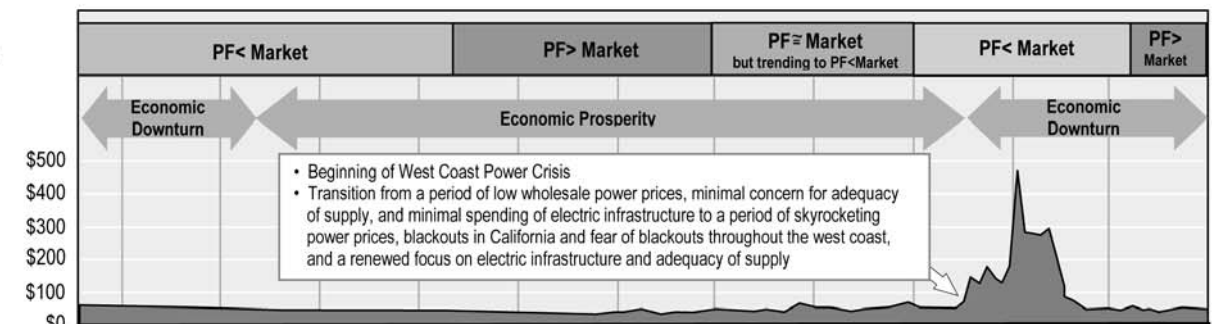 PF< Market
PF> Market
PF≅ Market
but trending to PF<Market
PF< Market
PF>
Market
Economic
Downturn
Economic Prosperity
Economic
Downturn
$500
$400
$300
$200
$100
$0
• Beginning of West Coast Power Crisis
• Transition from a period of low wholesale power prices, minimal concern for adequacy
of supply, and minimal spending of electric infrastructure to a period of skyrocketing
power prices, blackouts in California and fear of blackouts throughout the west coast,
and a renewed focus on electric infrastructure and adequacy of supply